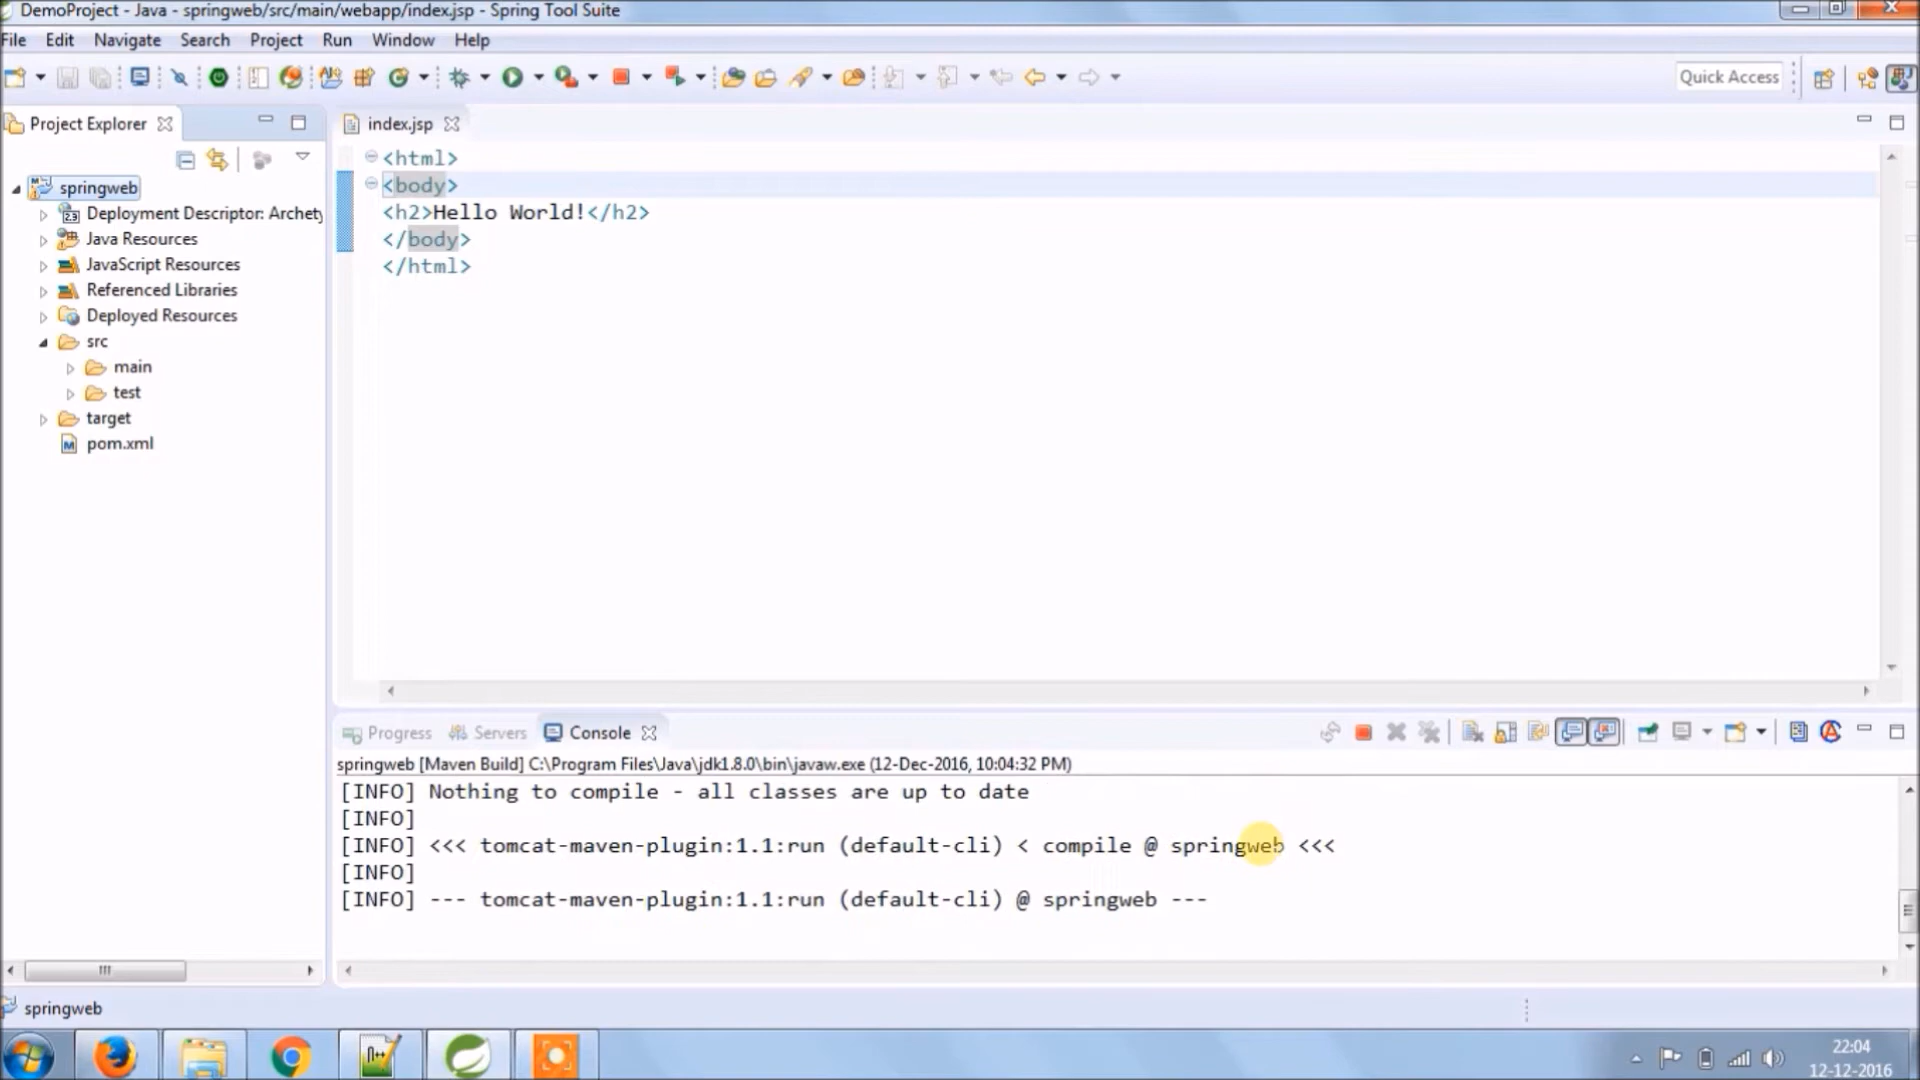 DemoProject - Java - springweb/src/main/webapp/index.jsp - Spring Tool Suite
File Edit Navigate Search Project Run Window Help
Quick Access
Project Explorer
index.jsp
springweb
Deployment Descriptor: Archety
Java Resources
JavaScript Resources
Referenced Libraries
Deployed Resources
src
main
test
target
pom.xml
<html>
<body>
<h2>Hello World!</h2>
</body>
</html>
Progress Servers Console
springweb [Maven Build] C:\Program Files\Java\jdk1.8.0\bin\javaw.exe (12-Dec-2016, 10:04:32 PM)
[INFO] Nothing to compile - all classes are up to date
[INFO]
[INFO] <<< tomcat-maven-plugin:1.1:run (default-cli) < compile @ springweb <<<
[INFO]
[INFO] --- tomcat-maven-plugin:1.1:run (default-cli) @ springweb ---
springweb
22:04
12-12-2016